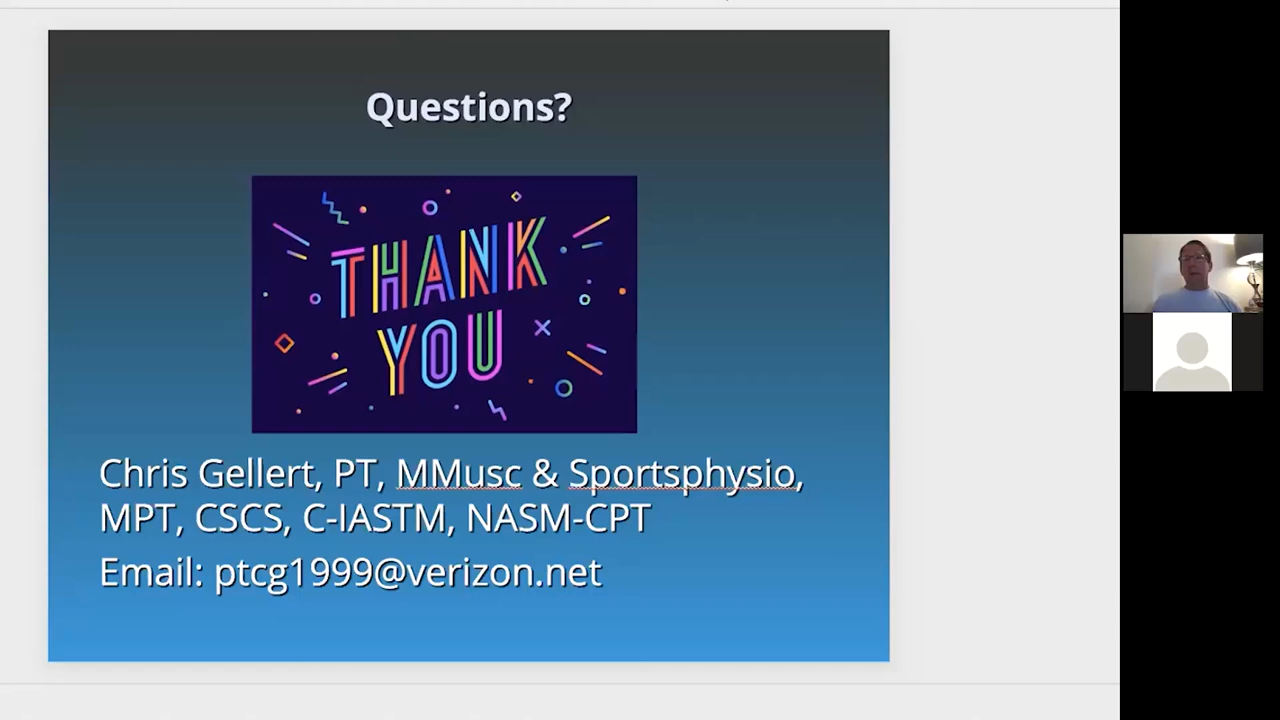 Questions?
THANK
YOU
Chris Gellert, PT, MMusc & Sportsphysio,
MPT, CSCS, C-IASTM, NASM-CPT
Email: ptcg1999@verizon.net